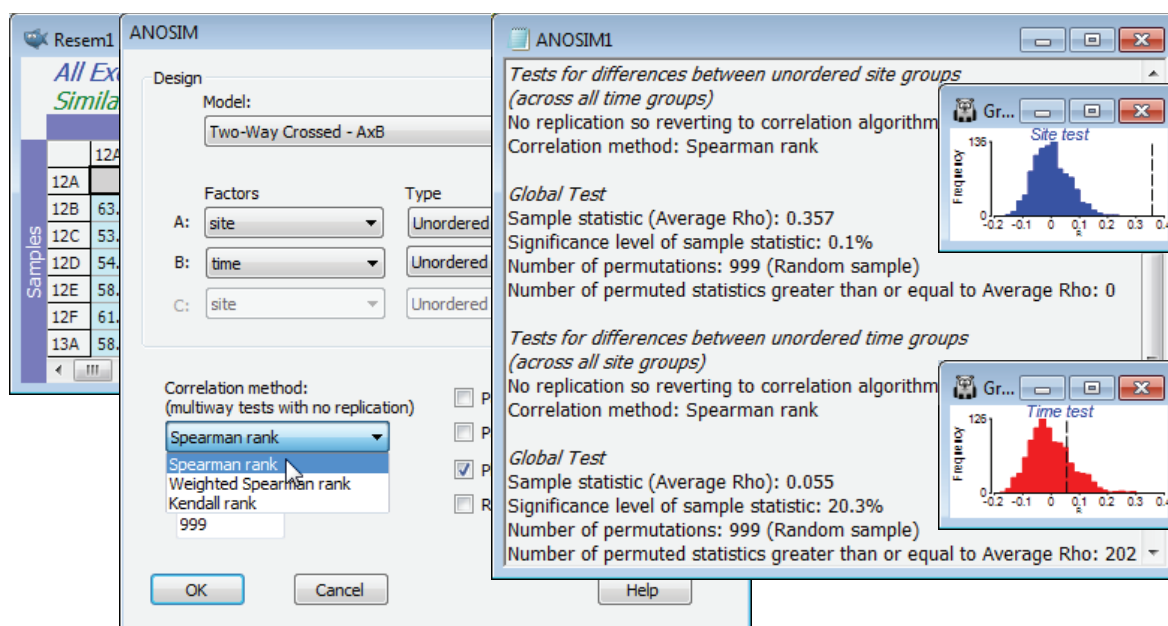 Resem1
All Ex
Simila
12A
Samples
12A
12B 63.
12C 53.
12D 54.
12E 58.
12F 61.
13A 58.
ANOSIM
Design
Model:
Two-Way Crossed - AxB
Factors Type
A: site Unordered
B: time Unordered
C: site Unordered
Correlation method:
(multiway tests with no replication)
Spearman rank
Spearman rank
Weighted Spearman rank
Kendall rank
999
P
P
P
R
OK Cancel Help
ANOSIM1
Tests for differences between unordered site groups
(across all time groups)
No replication so reverting to correlation algorithm
Correlation method: Spearman rank
Global Test
Sample statistic (Average Rho): 0.357
Significance level of sample statistic: 0.1%
Number of permutations: 999 (Random sample)
Number of permuted statistics greater than or equal to Average Rho: 0
Tests for differences between unordered time groups
(across all site groups)
No replication so reverting to correlation algorithm
Correlation method: Spearman rank
Global Test
Sample statistic (Average Rho): 0.055
Significance level of sample statistic: 20.3%
Number of permutations: 999 (Random sample)
Number of permuted statistics greater than or equal to Average Rho: 202
Gr...
Site test
136
Frequency
0
-0.2 -0.1 0 0.1 0.2 0.3 0.4
R
Gr...
Time test
126
Frequency
0
-0.2 -0.1 0 0.1 0.2 0.3 0.4
R